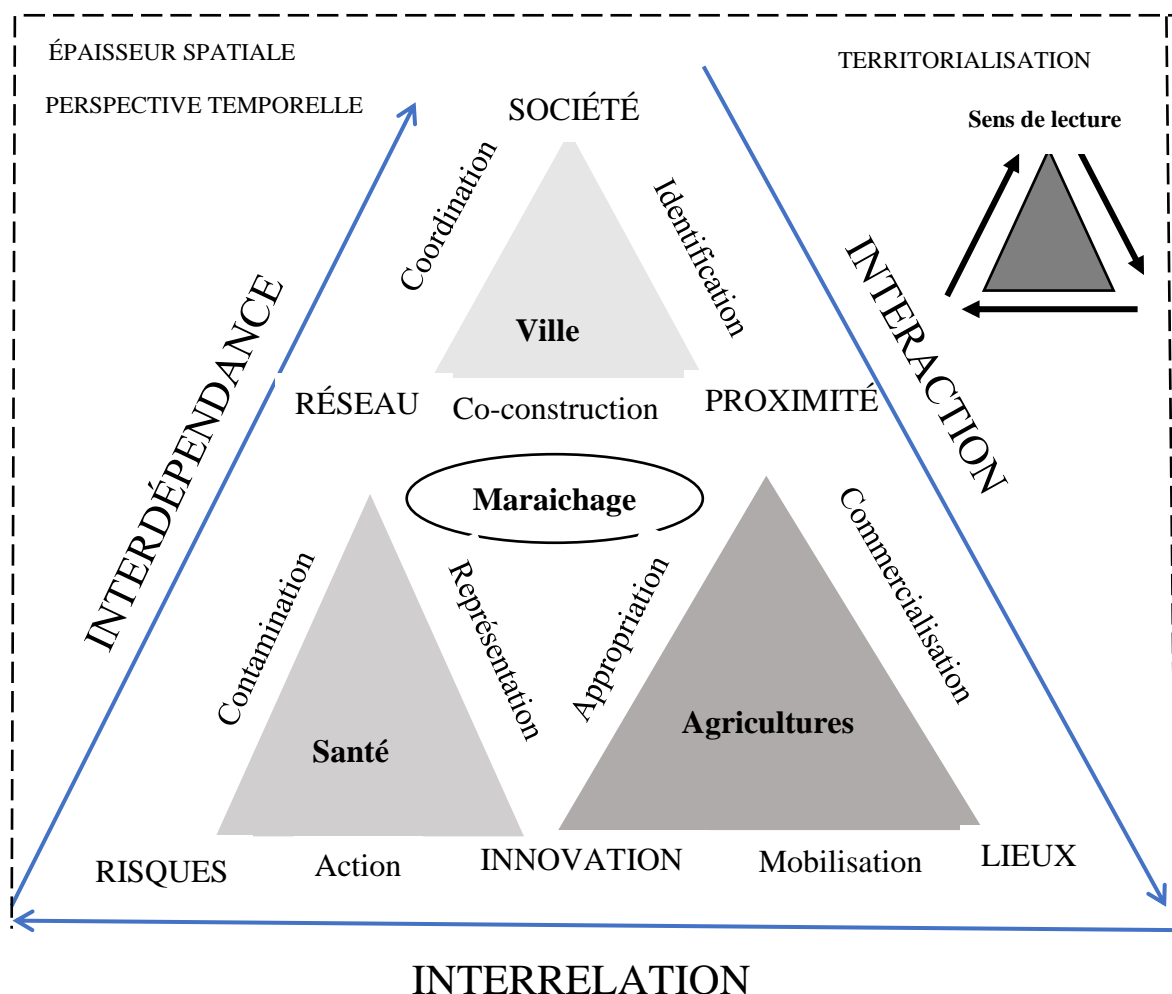 ÉPAISSEUR SPATIALE
TERRITORIALISATION
PERSPECTIVE TEMPORELLE
SOCIÉTÉ
Sens de lecture
Coordination
Identification
INTERDÉPENDANCE
INTERACTION
Ville
RÉSEAU
Co-construction
PROXIMITÉ
Maraichage
Contamination
Représentation
Appropriation
Commercialisation
Santé
Agricultures
RISQUES
Action
INNOVATION
Mobilisation
LIEUX
INTERRELATION